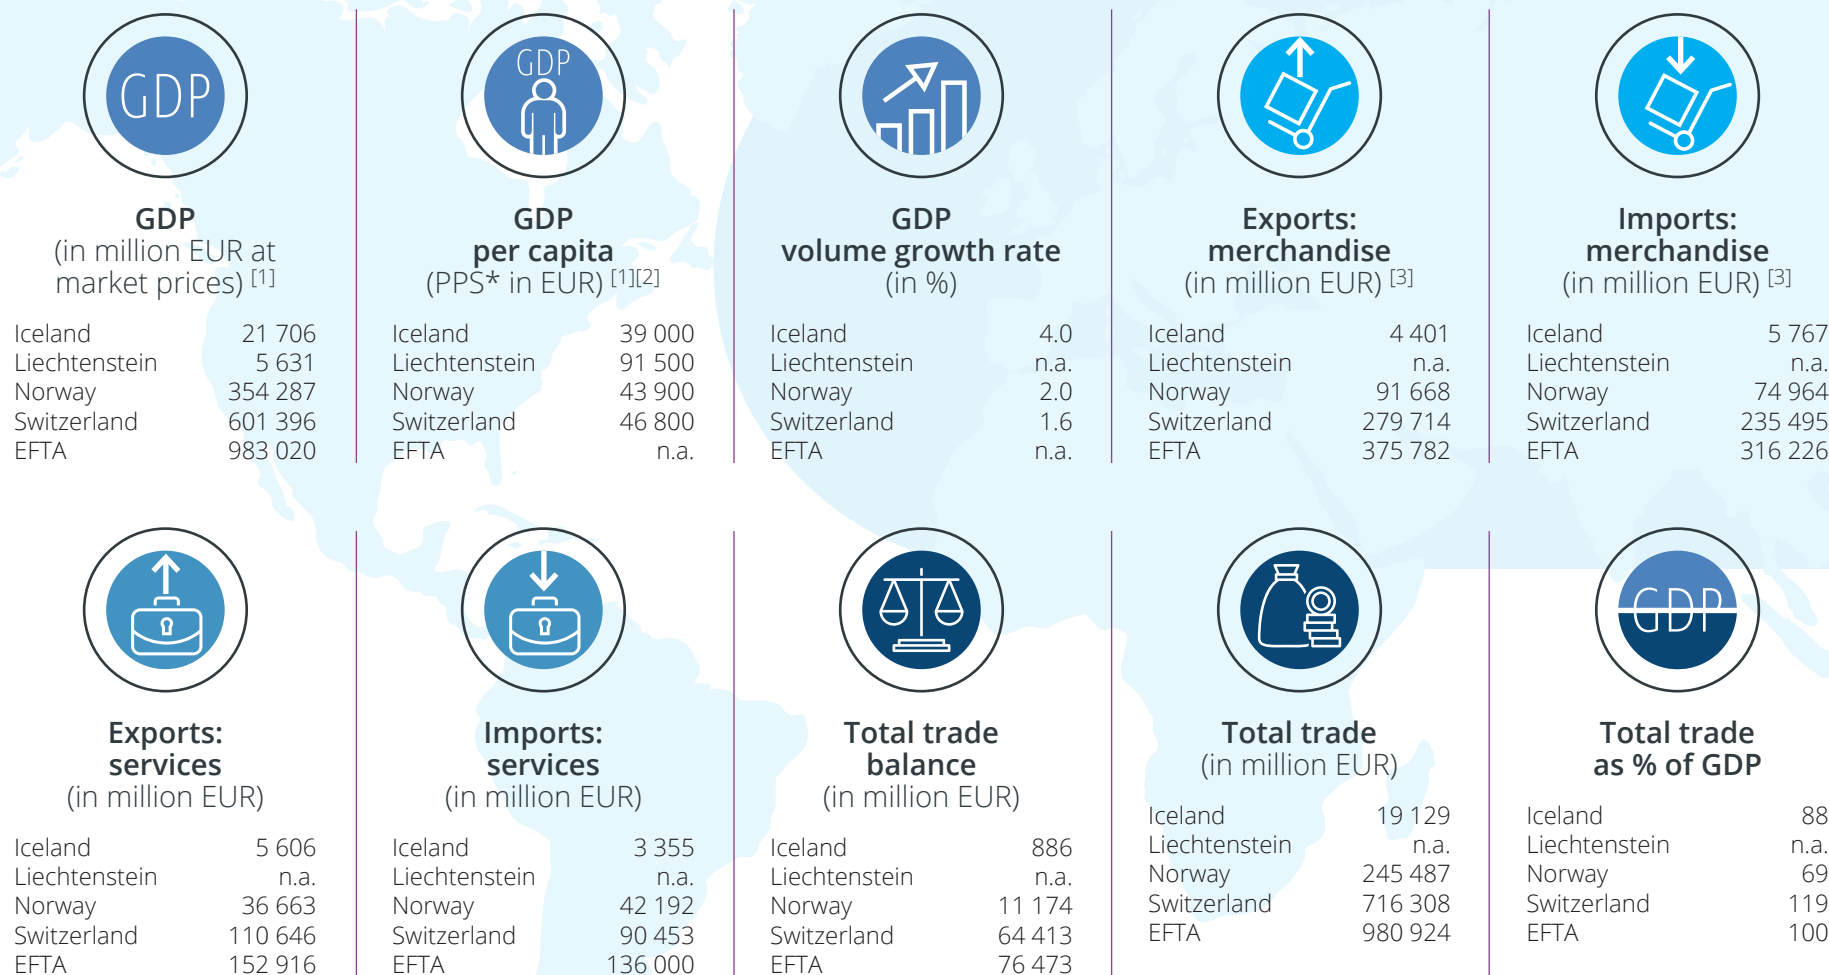 GDP
GDP
(in million EUR at
market prices) [1]
Iceland 21 706
Liechtenstein 5 631
Norway 354 287
Switzerland 601 396
EFTA 983 020
GDP
GDP
per capita
(PPS* in EUR) [1][2]
Iceland 39 000
Liechtenstein 91 500
Norway 43 900
Switzerland 46 800
EFTA n.a.
GDP
volume growth rate
(in %)
Iceland 4.0
Liechtenstein n.a.
Norway 2.0
Switzerland 1.6
EFTA n.a.
Exports:
merchandise
(in million EUR) [3]
Iceland 4 401
Liechtenstein n.a.
Norway 91 668
Switzerland 279 714
EFTA 375 782
Imports:
merchandise
(in million EUR) [3]
Iceland 5 767
Liechtenstein n.a.
Norway 74 964
Switzerland 235 495
EFTA 316 226
Exports:
services
(in million EUR)
Iceland 5 606
Liechtenstein n.a.
Norway 36 663
Switzerland 110 646
EFTA 152 916
Imports:
services
(in million EUR)
Iceland 3 355
Liechtenstein n.a.
Norway 42 192
Switzerland 90 453
EFTA 136 000
Total trade
balance
(in million EUR)
Iceland 886
Liechtenstein n.a.
Norway 11 174
Switzerland 64 413
EFTA 76 473
Total trade
(in million EUR)
Iceland 19 129
Liechtenstein n.a.
Norway 245 487
Switzerland 716 308
EFTA 980 924
GDP
Total trade
as % of GDP
Iceland 88
Liechtenstein n.a.
Norway 69
Switzerland 119
EFTA 100